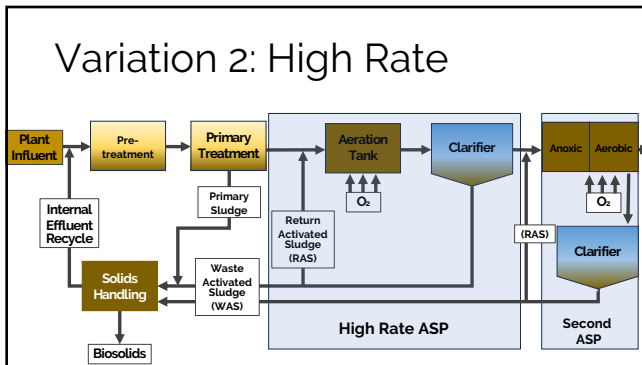 Variation 2: High Rate
Plant
Influent
Pre-
treatment
Primary
Treatment
Aeration
Tank
Clarifier
Anoxic
Aerobic
O₂
O₂
Primary
Sludge
Internal
Effluent
Recycle
Return
Activated
Sludge
(RAS)
(RAS)
Clarifier
Solids
Handling
Waste
Activated
Sludge
(WAS)
High Rate ASP
Second
ASP
Biosolids